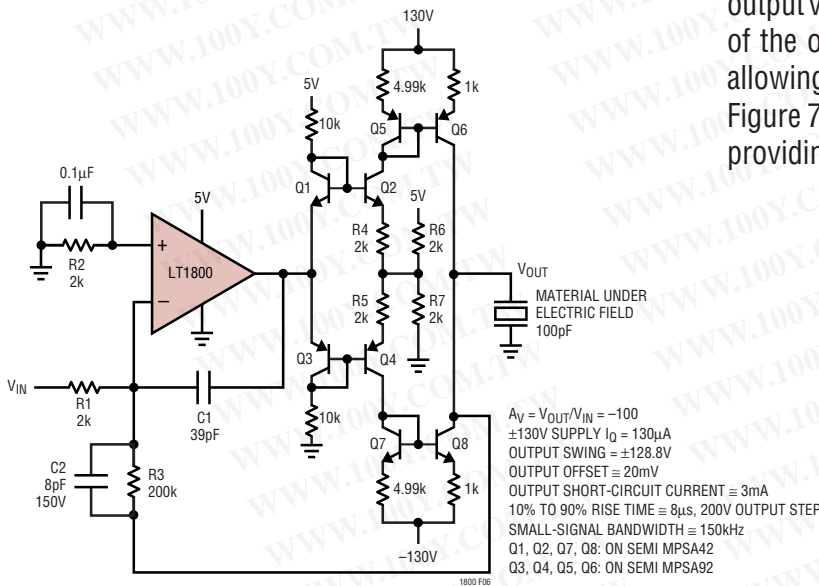 output v
of the o
allowing
Figure 7
providin
130V
4.99k
1k
5V
10k
Q5
Q6
Q1
Q2
0.1µF
5V
5V
R4
2k
R6
2k
+
LT1800
–
R2
2k
VOUT
R5
2k
R7
2k
MATERIAL UNDER
ELECTRIC FIELD
100pF
Q3
Q4
VIN
R1
2k
C1
39pF
10k
AV = VOUT/VIN = –100
±130V SUPPLY IQ = 130µA
OUTPUT SWING = ±128.8V
OUTPUT OFFSET ≅ 20mV
OUTPUT SHORT-CIRCUIT CURRENT ≅ 3mA
10% TO 90% RISE TIME ≅ 8µs, 200V OUTPUT STEP
SMALL-SIGNAL BANDWIDTH ≅ 150kHz
Q1, Q2, Q7, Q8: ON SEMI MPSA42
Q3, Q4, Q5, Q6: ON SEMI MPSA92
Q7
Q8
C2
8pF
150V
R3
200k
4.99k
1k
–130V
1800 F06
WWW.100Y.COM.TW